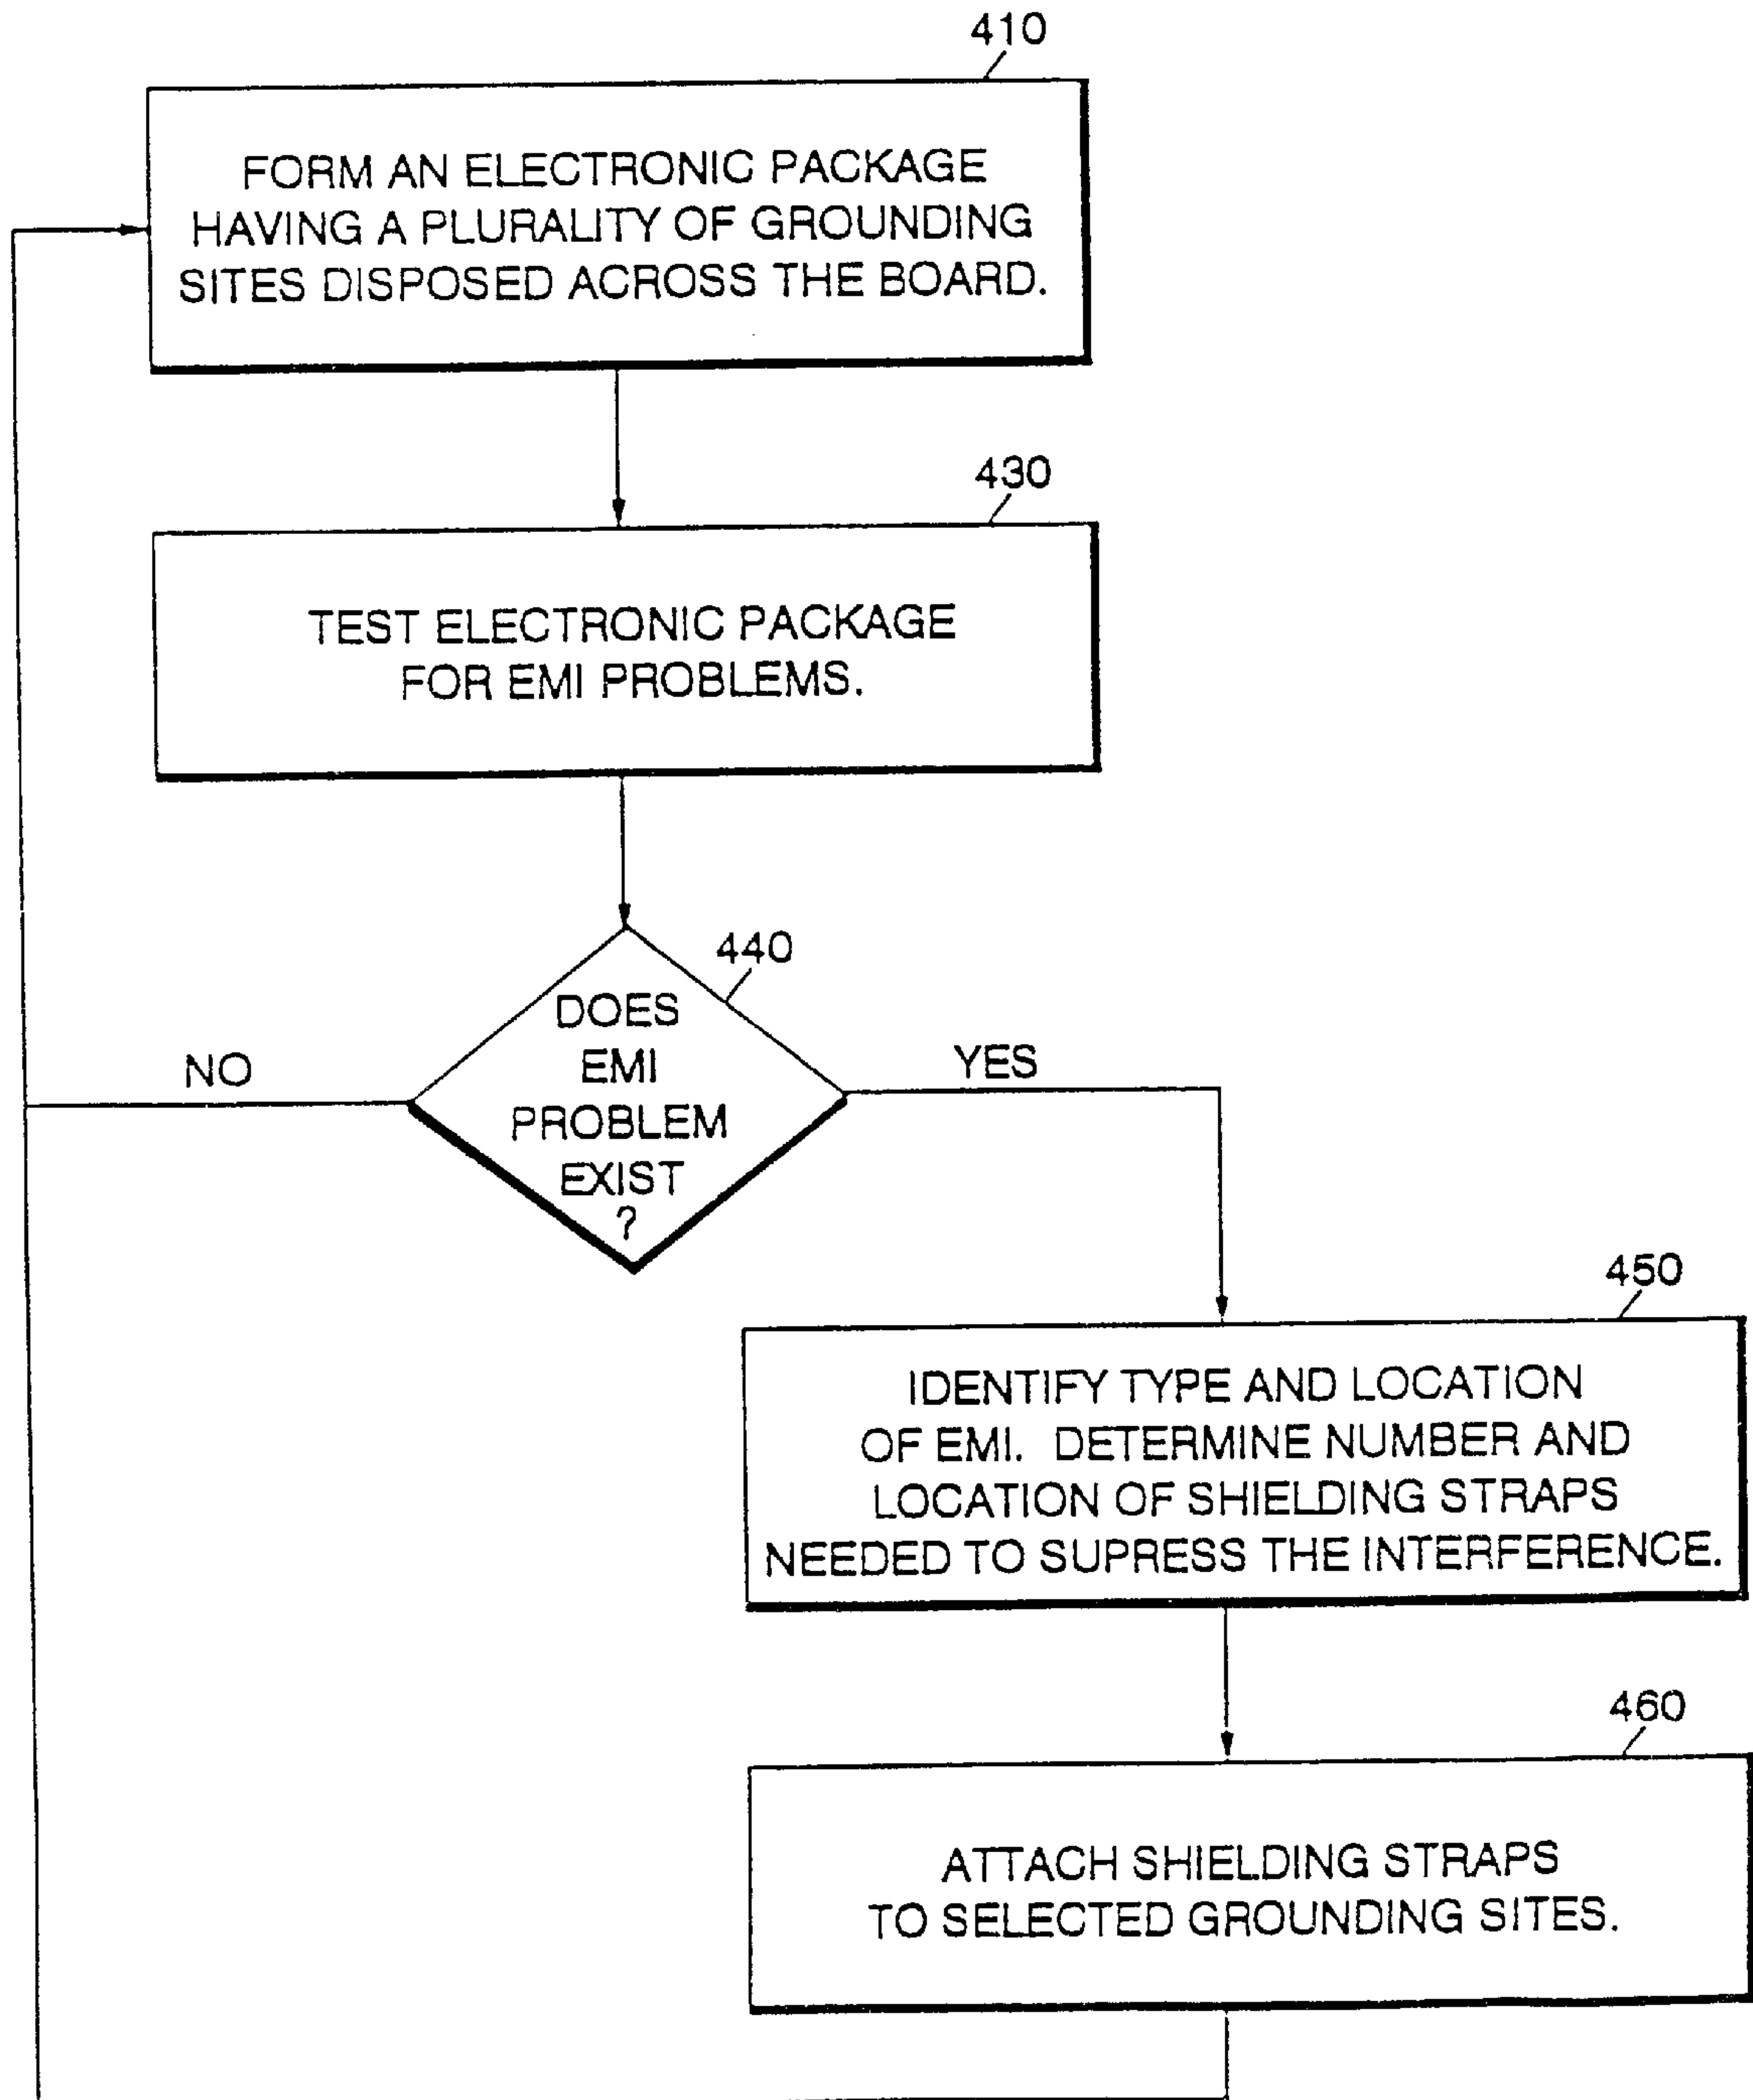 410
FORM AN ELECTRONIC PACKAGE
HAVING A PLURALITY OF GROUNDING
SITES DISPOSED ACROSS THE BOARD.
430
TEST ELECTRONIC PACKAGE
FOR EMI PROBLEMS.
440
DOES
EMI
PROBLEM
EXIST
?
NO
YES
450
IDENTIFY TYPE AND LOCATION
OF EMI. DETERMINE NUMBER AND
LOCATION OF SHIELDING STRAPS
NEEDED TO SUPRESS THE INTERFERENCE.
460
ATTACH SHIELDING STRAPS
TO SELECTED GROUNDING SITES.